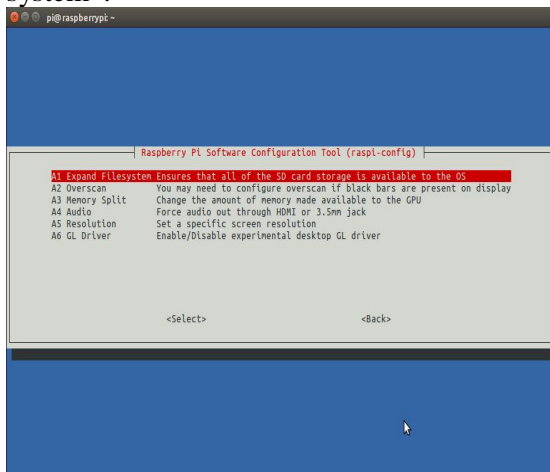 system".
pi@raspberrypi: ~
Raspberry Pi Software Configuration Tool (raspi-config)
A1 Expand Filesystem Ensures that all of the SD card storage is available to the OS
A2 Overscan You may need to configure overscan if black bars are present on display
A3 Memory Split Change the amount of memory made available to the GPU
A4 Audio Force audio out through HDMI or 3.5mm jack
A5 Resolution Set a specific screen resolution
A6 GL Driver Enable/Disable experimental desktop GL driver
<Select> <Back>